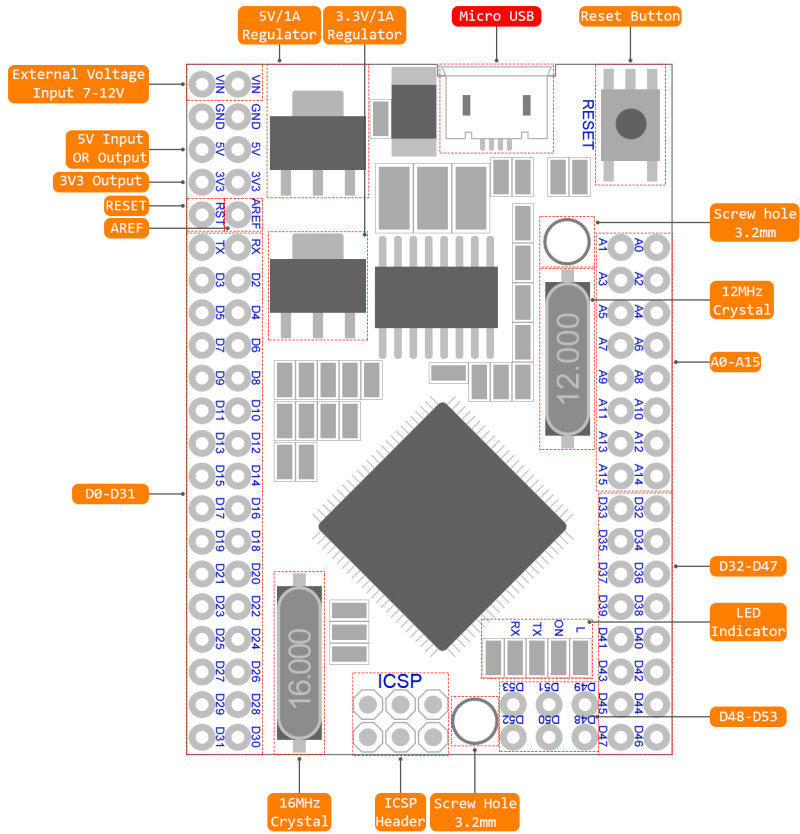 5V/1A
Regulator
3.3V/1A
Regulator
Micro USB
Reset Button
External Voltage
Input 7-12V
5V Input
OR Output
3V3 Output
RESET
AREF
D0-D31
Screw hole
3.2mm
12MHz
Crystal
A0-A15
D32-D47
LED
Indicator
D48-D53
16MHz
Crystal
ICSP
Header
Screw Hole
3.2mm
VIN VIN
GND GND
5V 5V
3V3 3V3
RST AREF
TX RX
D3 D2
D5 D4
D7 D6
D9 D8
D11 D10
D13 D12
D15 D14
D17 D16
D19 D18
D21 D20
D23 D22
D25 D24
D27 D26
D29 D28
D31 D30
RESET
12.000
16.000
A1 A0
A3 A2
A5 A4
A7 A6
A9 A8
A11 A10
A13 A12
A15 A14
D33 D32
D35 D34
D37 D36
D39 D38
D41 D40
D43 D42
D45 D44
D47 D46
RX TX ON L
ICSP
D53 D51 D49
D52 D50 D48